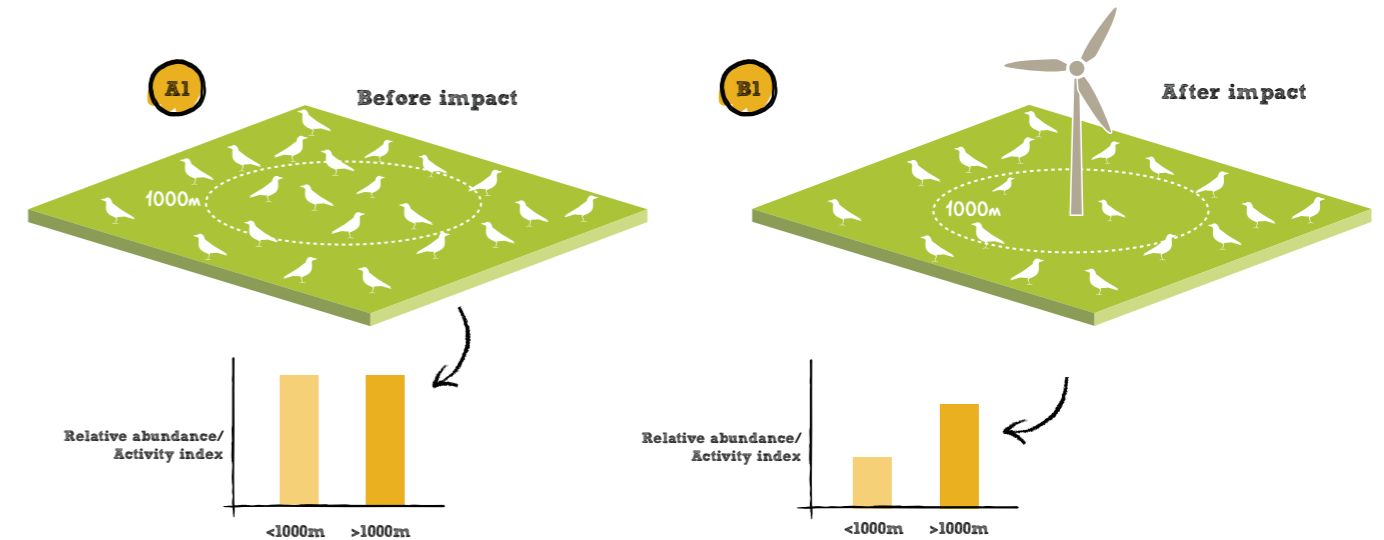 A1
Before impact
1000m
Relative abundance/
Activity index
<1000m
>1000m
B1
After impact
1000m
Relative abundance/
Activity index
<1000m
>1000m